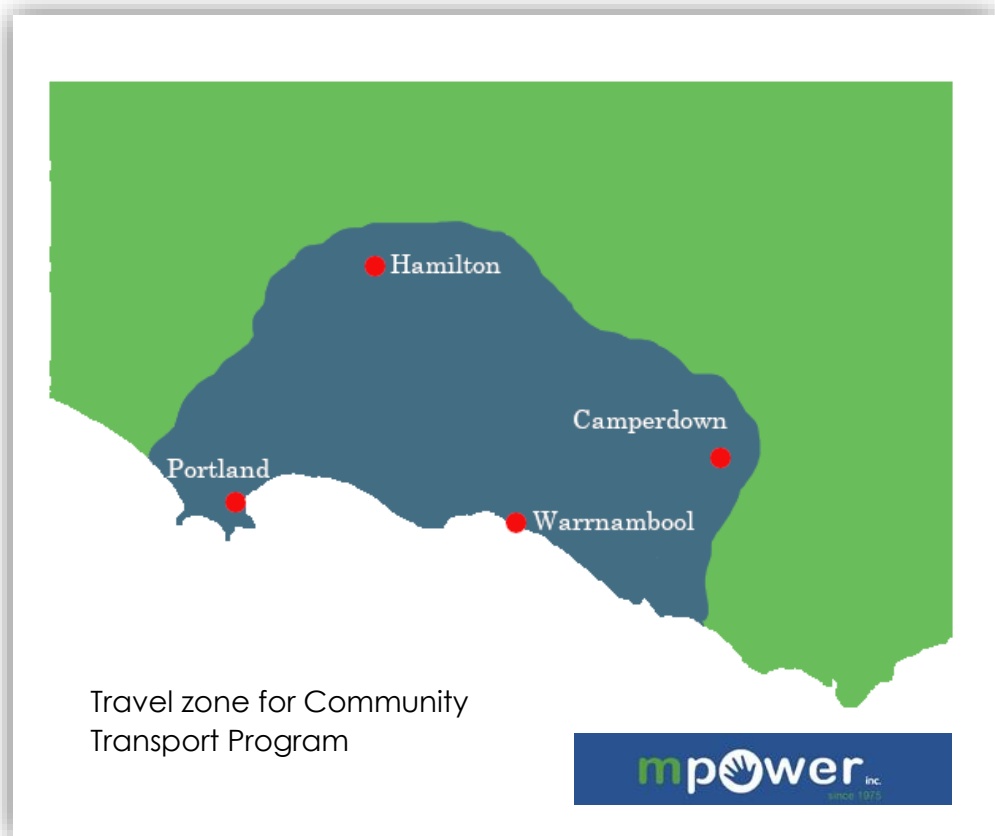 Hamilton
Camperdown
Portland
Warrnambool
Travel zone for Community
Transport Program
mpower inc.
since 1975